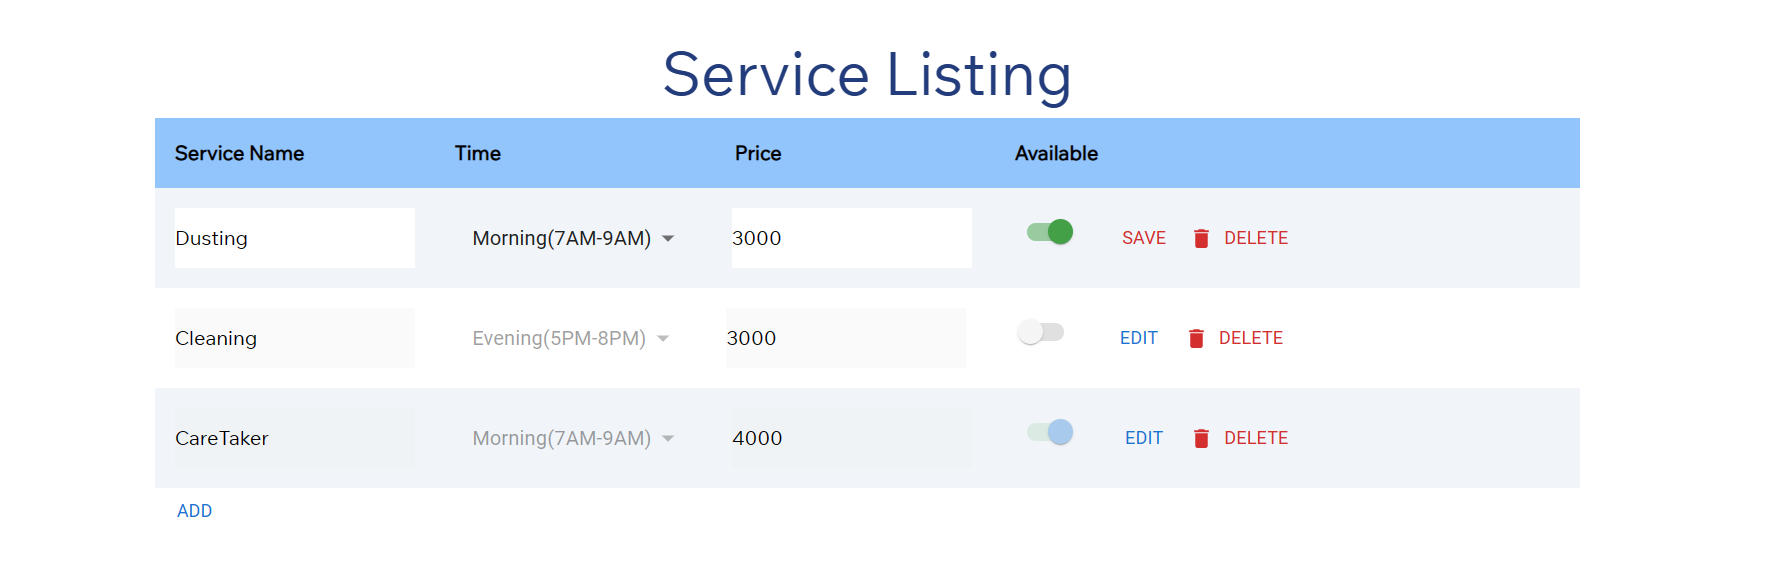 Service Listing
Service Name Time Price Available
Dusting Morning(7AM-9AM) 3000 SAVE DELETE
Cleaning Evening(5PM-8PM) 3000 EDIT DELETE
CareTaker Morning(7AM-9AM) 4000 EDIT DELETE
ADD